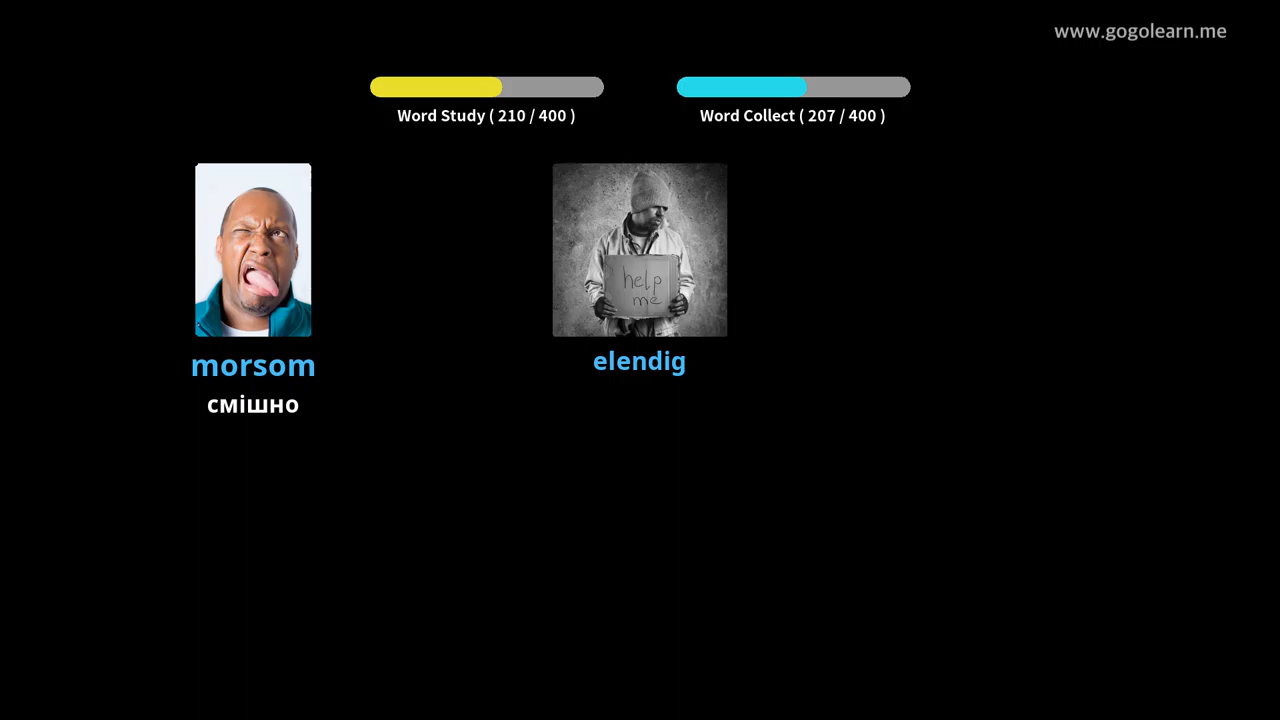 www.gogolearn.me
Word Study ( 210 / 400 )
Word Collect ( 207 / 400 )
help
me
morsom
elendig
смішно